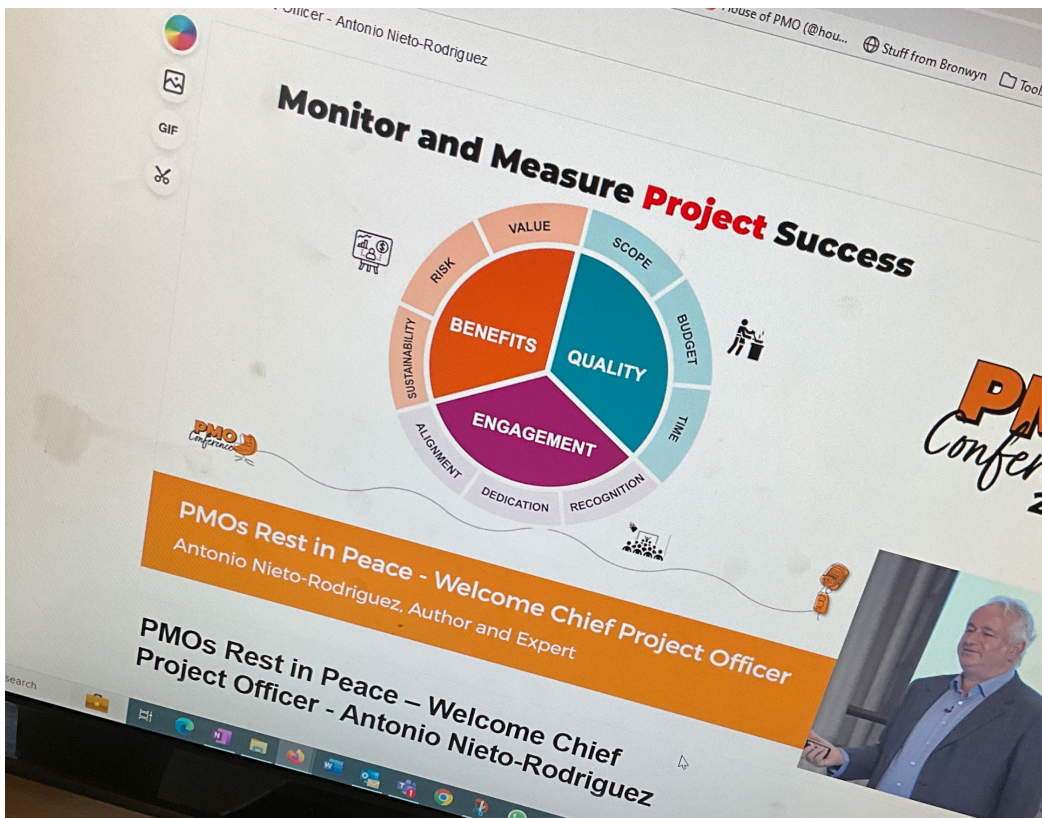 Officer - Antonio Nieto-Rodriguez
House of PMO (@hou...
Stuff from Bronwyn
Tool
GIF
Monitor and Measure Project Success
VALUE
SCOPE
RISK
BUDGET
BENEFITS
QUALITY
SUSTAINABILITY
ENGAGEMENT
TIME
ALIGNMENT
DEDICATION
RECOGNITION
PMO
Conference
PMOs Rest in Peace - Welcome Chief Project Officer
Antonio Nieto-Rodriguez, Author and Expert
PMOs Rest in Peace – Welcome Chief
Project Officer - Antonio Nieto-Rodriguez
search